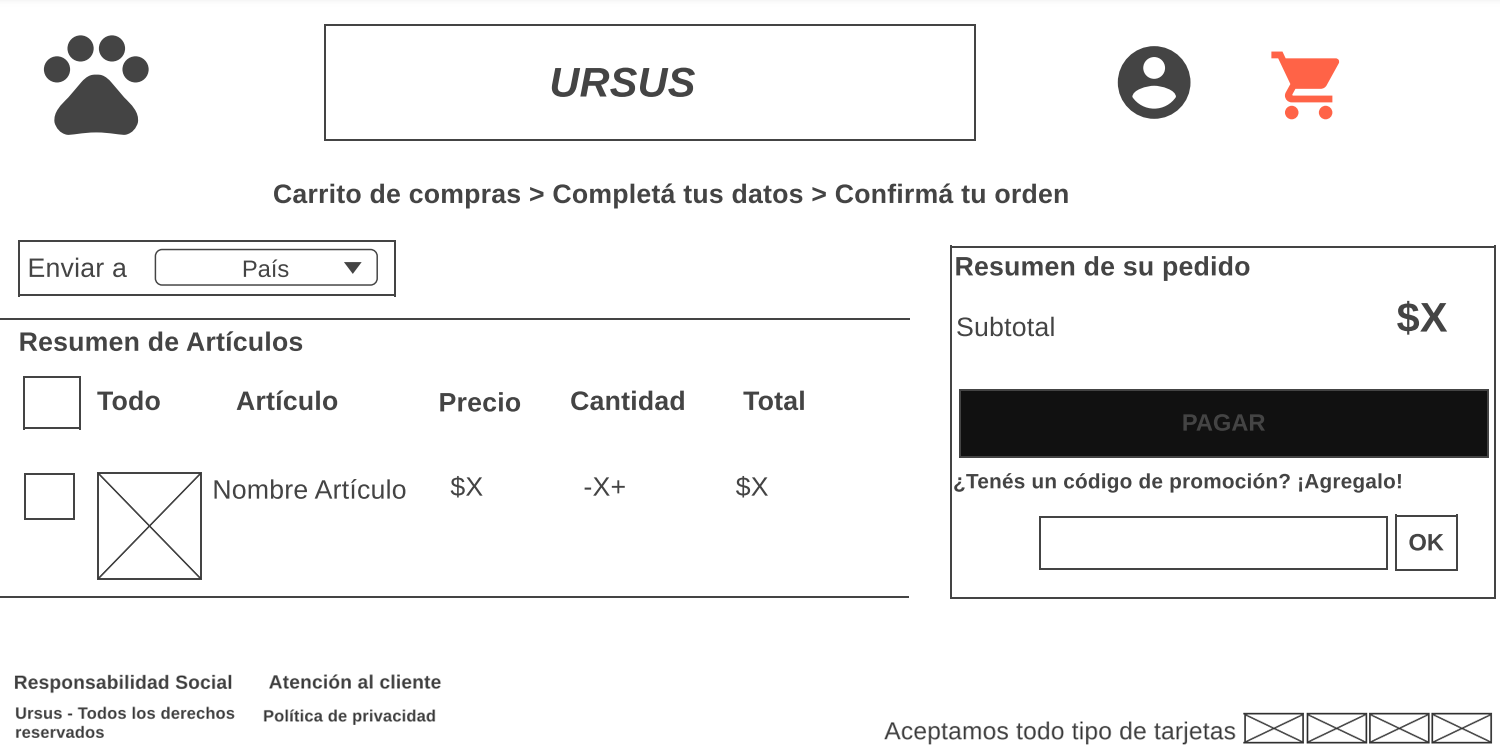 URSUS
Carrito de compras > Completá tus datos > Confirmá tu orden
Enviar a País
Resumen de Artículos
Todo Artículo Precio Cantidad Total
Nombre Artículo $X -X+ $X
Resumen de su pedido
Subtotal $X
PAGAR
¿Tenés un código de promoción? ¡Agregalo!
OK
Responsabilidad Social Atención al cliente
Ursus - Todos los derechos
reservados
Política de privacidad
Aceptamos todo tipo de tarjetas